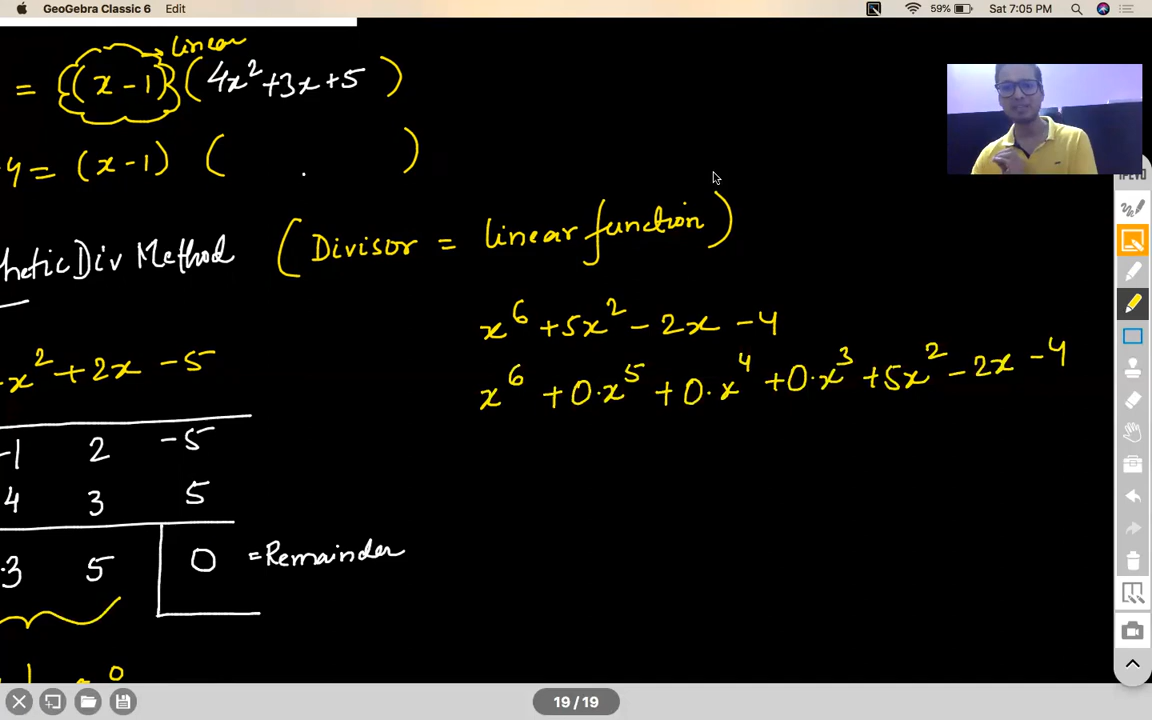 GeoGebra Classic 6 Edit 59% Sat 7:05 PM
→ linear
= (x-1) (4x²+3x+5)
4 = (x-1) ( . )
hetic Div Method (Divisor = linear function)
x⁶ + 5x² - 2x - 4
x² + 2x - 5
x⁶ + 0·x⁵ + 0·x⁴ + 0·x³ + 5x² - 2x - 4
-1 2 -5
4 3 5
3 5 0 = Remainder
19 / 19